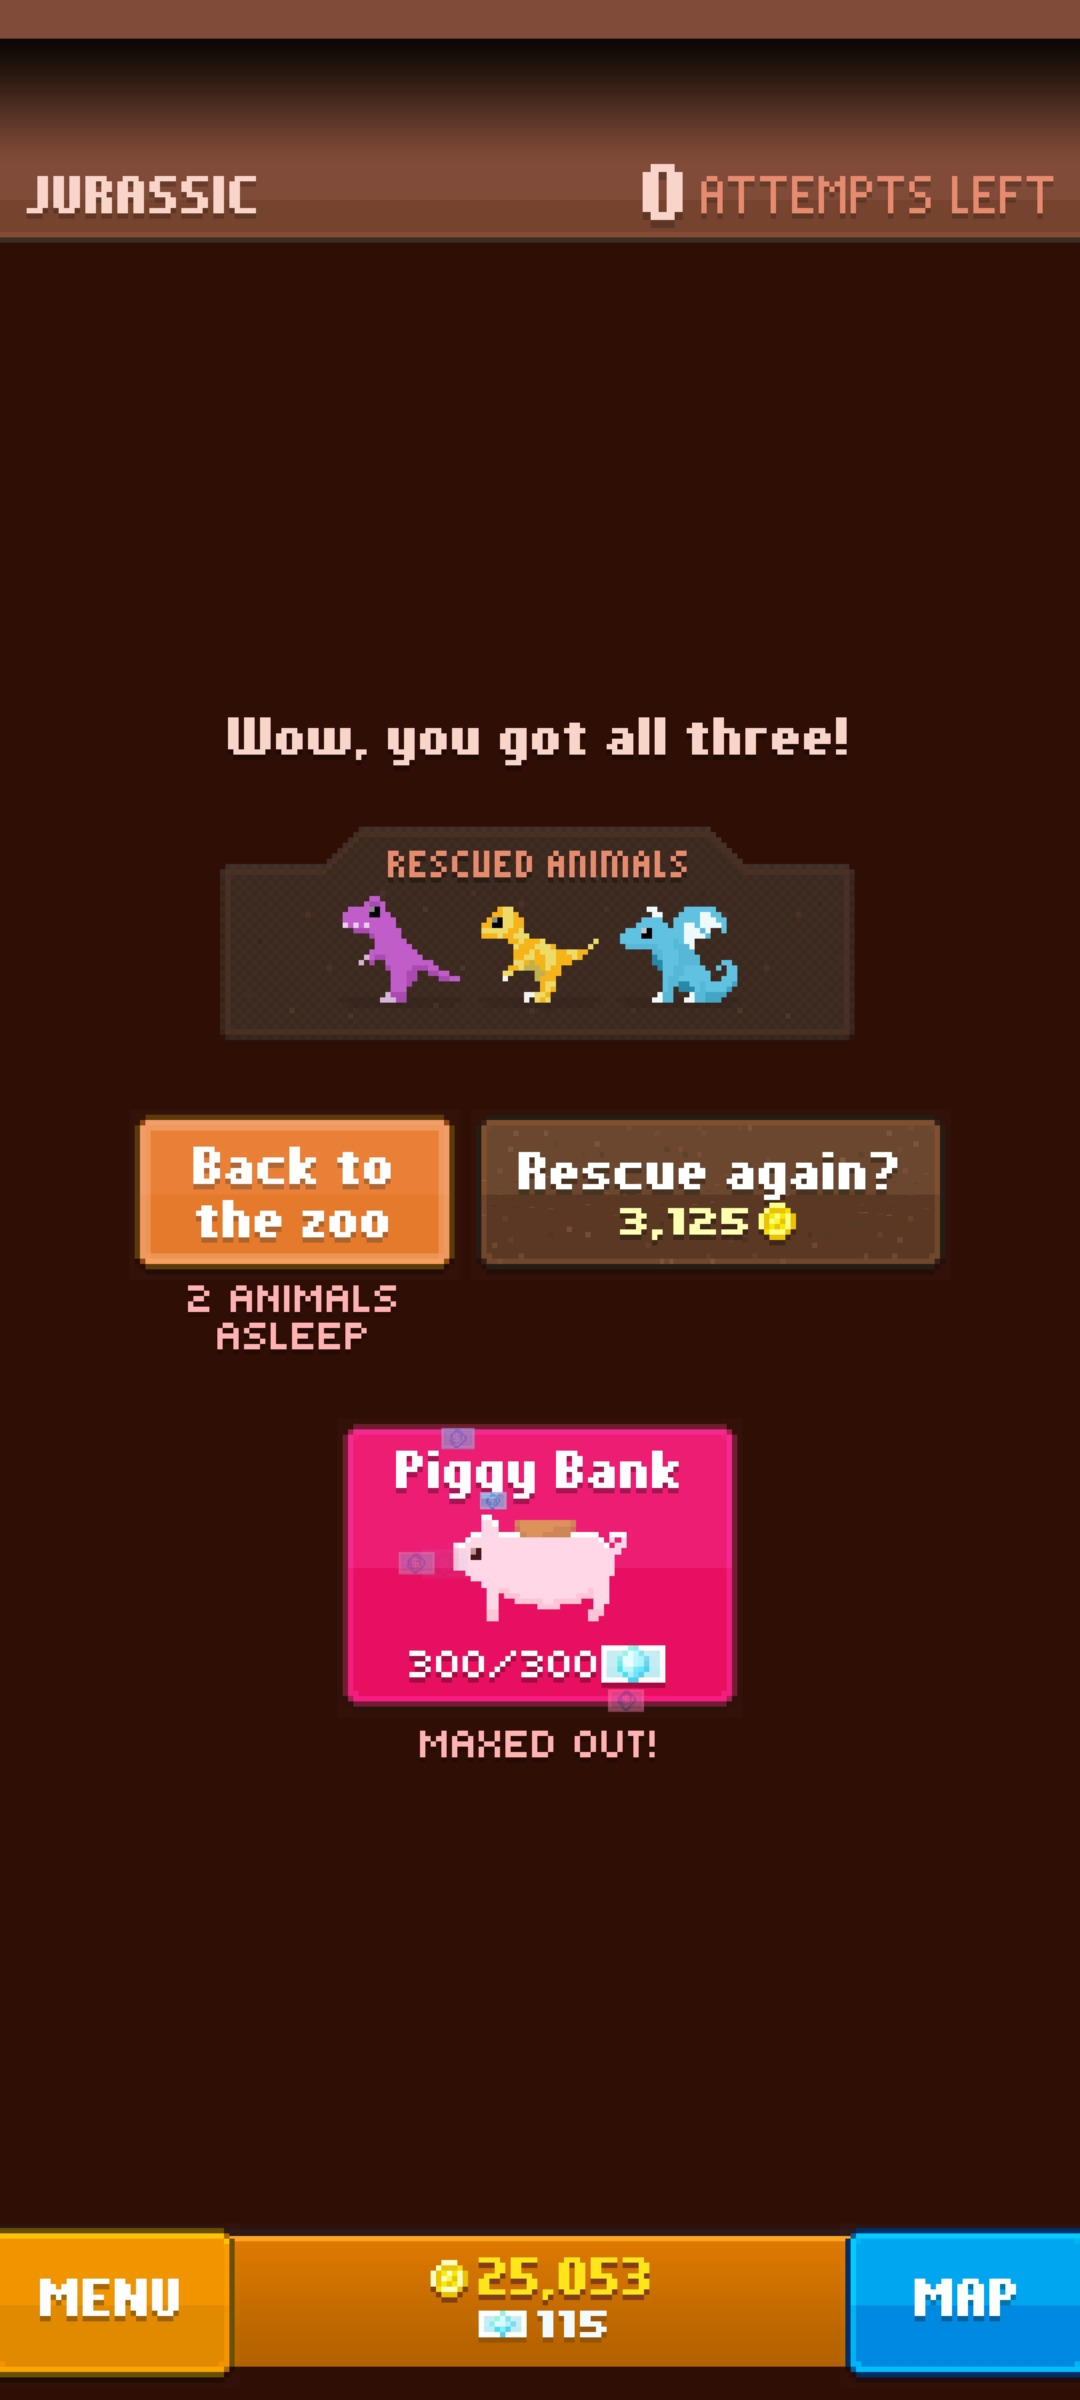 JURASSIC
0 ATTEMPTS LEFT
Wow, you got all three!
RESCUED ANIMALS
Back to
the zoo
Rescue again?
3,125
2 ANIMALS
ASLEEP
Piggy Bank
300/300
MAXED OUT!
MENU
25,053
115
MAP